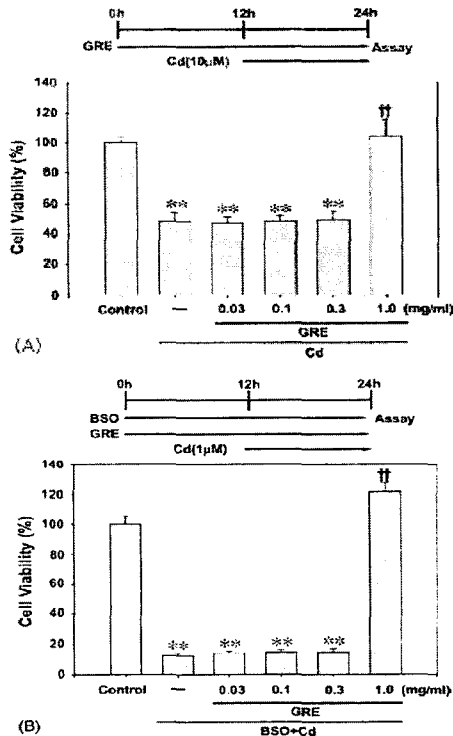 0h 12h 24h
GRE Assay
Cd(10μM)
Cell Viability (%)
140
120
100
80
60
40
20
0
††
** ** ** **
Control — 0.03 0.1 0.3 1.0 (mg/ml)
GRE
Cd
(A)
0h 12h 24h
BSO Assay
GRE
Cd(1μM)
Cell Viability (%)
140
120
100
80
60
40
20
0
††
** ** ** **
Control — 0.03 0.1 0.3 1.0 (mg/ml)
GRE
BSO+Cd
(B)